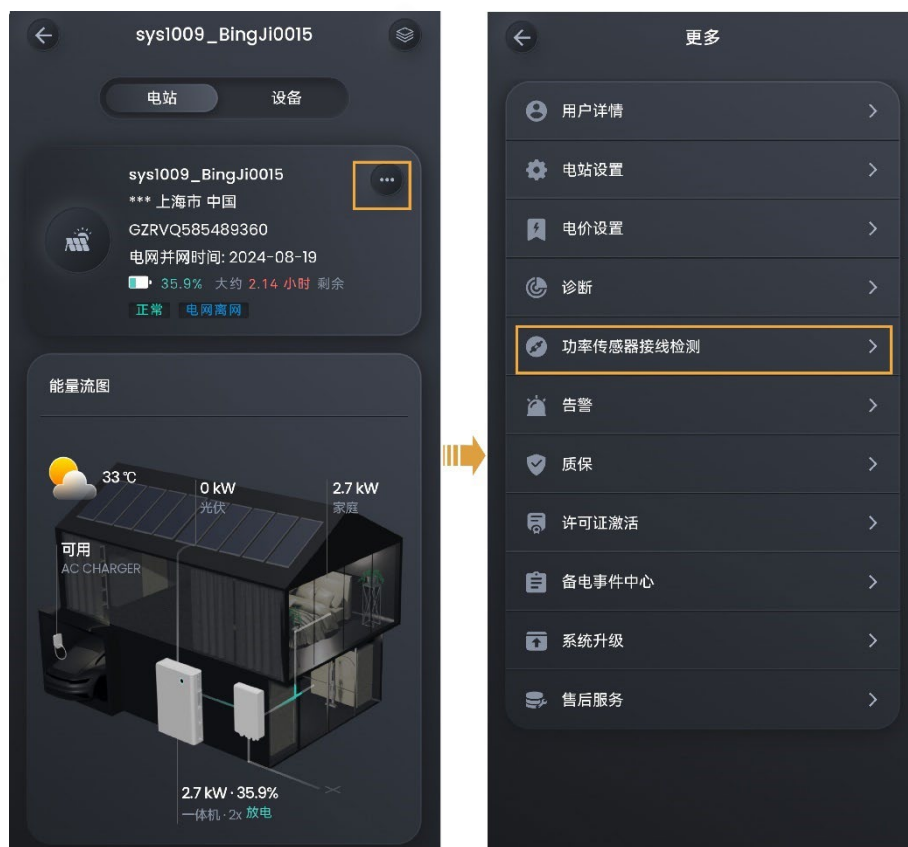 sys1009_BingJi0015
电站
设备
sys1009_BingJi0015
*** 上海市 中国
GZRVQ585489360
电网并网时间: 2024-08-19
35.9% 大约 2.14 小时 剩余
正常 电网离网
能量流图
33 ℃
0 kW
光伏
2.7 kW
家庭
可用
AC CHARGER
2.7 kW · 35.9%
一体机 · 2x 放电
更多
用户详情
电站设置
电价设置
诊断
功率传感器接线检测
告警
质保
许可证激活
备电事件中心
系统升级
售后服务